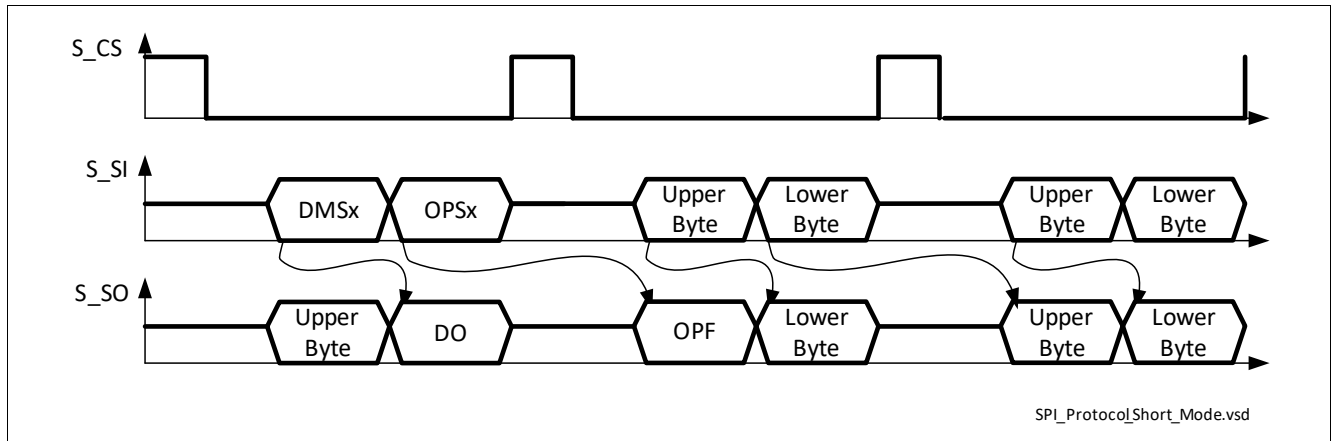 S_CS
S_SI
DMSx
OPSx
Upper
Byte
Lower
Byte
Upper
Byte
Lower
Byte
S_SO
Upper
Byte
DO
OPF
Lower
Byte
Upper
Byte
Lower
Byte
SPI_Protocol_Short_Mode.vsd